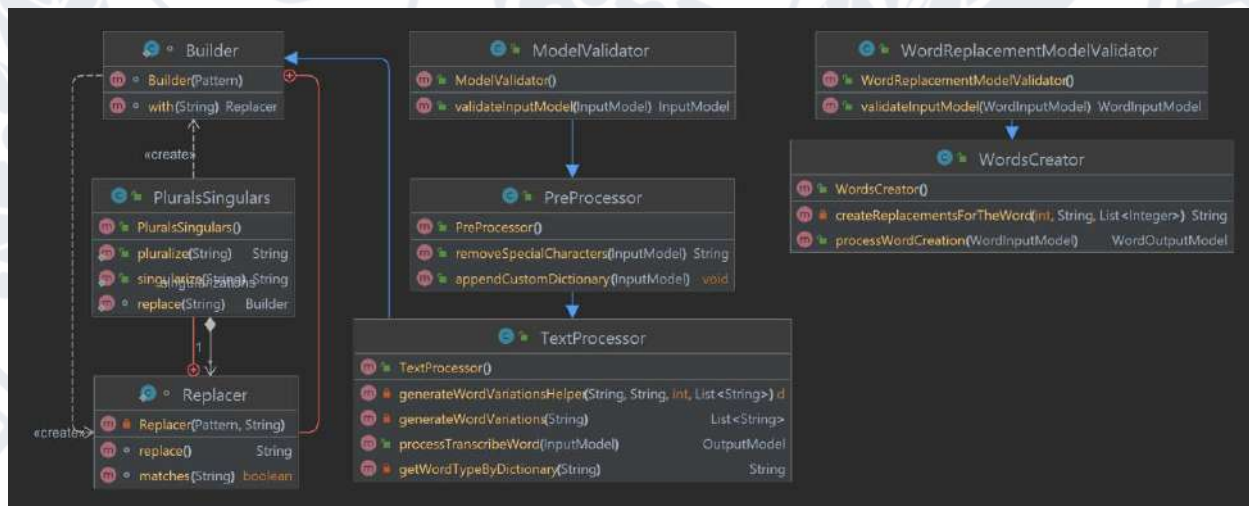 Builder
Builder(Pattern)
with(String) Replacer
«create»
PluralsSingulars
PluralsSingulars()
pluralize(String) String
singularize(String) String
singularizations
replace(String) Builder
1
Replacer
Replacer(Pattern, String)
replace() String
matches(String) boolean
«create»
ModelValidator
ModelValidator()
validateInputModel(InputModel) InputModel
PreProcessor
PreProcessor()
removeSpecialCharacters(InputModel) String
appendCustomDictionary(InputModel) void
TextProcessor
TextProcessor()
generateWordVariationsHelper(String, String, int, List<String>) d
generateWordVariations(String) List<String>
processTranscribeWord(InputModel) OutputModel
getWordTypeByDictionary(String) String
WordReplacementModelValidator
WordReplacementModelValidator()
validateInputModel(WordInputModel) WordInputModel
WordsCreator
WordsCreator()
createReplacementsForTheWord(int, String, List<Integer>) String
processWordCreation(WordInputModel) WordOutputModel